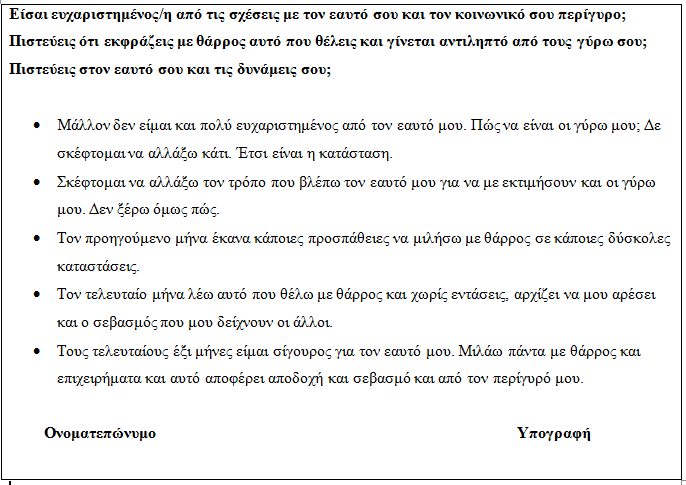 Είσαι ευχαριστημένος/η από τις σχέσεις με τον εαυτό σου και τον κοινωνικό σου περίγυρο;
Πιστεύεις ότι εκφράζεις με θάρρος αυτό που θέλεις και γίνεται αντιληπτό από τους γύρω σου;
Πιστεύεις στον εαυτό σου και τις δυνάμεις σου;
• Μάλλον δεν είμαι και πολύ ευχαριστημένος από τον εαυτό μου. Πώς να είναι οι γύρω μου; Δε
σκέφτομαι να αλλάξω κάτι. Έτσι είναι η κατάσταση.
• Σκέφτομαι να αλλάξω τον τρόπο που βλέπω τον εαυτό μου για να με εκτιμήσουν και οι γύρω
μου. Δεν ξέρω όμως πώς.
• Τον προηγούμενο μήνα έκανα κάποιες προσπάθειες να μιλήσω με θάρρος σε κάποιες δύσκολες
καταστάσεις.
• Τον τελευταίο μήνα λέω αυτό που θέλω με θάρρος και χωρίς εντάσεις, αρχίζει να μου αρέσει
και ο σεβασμός που μου δείχνουν οι άλλοι.
• Τους τελευταίους έξι μήνες είμαι σίγουρος για τον εαυτό μου. Μιλάω πάντα με θάρρος και
επιχειρήματα και αυτό αποφέρει αποδοχή και σεβασμό και από τον περίγυρό μου.
Ονοματεπώνυμο Υπογραφή